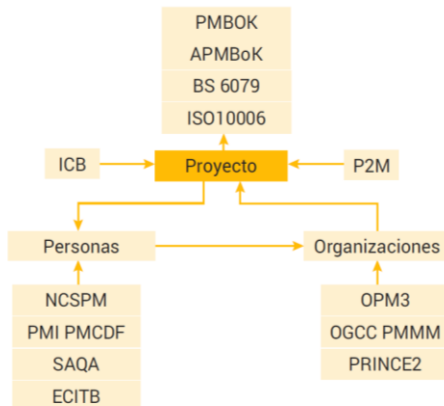 PMBOK
APMBoK
BS 6079
ISO10006
ICB
Proyecto
P2M
Personas
Organizaciones
NCSPM
PMI PMCDF
SAQA
ECITB
OPM3
OGCC PMMM
PRINCE2